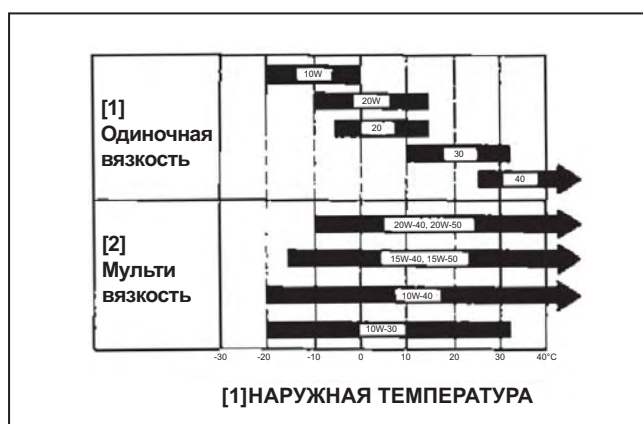 [1]
Одиночная
вязкость
10W
20W
20
30
40
[2]
Мульти
вязкость
20W-40, 20W-50
15W-40, 15W-50
10W-40
10W-30
-30 -20 -10 0 10 20 30 40°C
[1]НАРУЖНАЯ ТЕМПЕРАТУРА